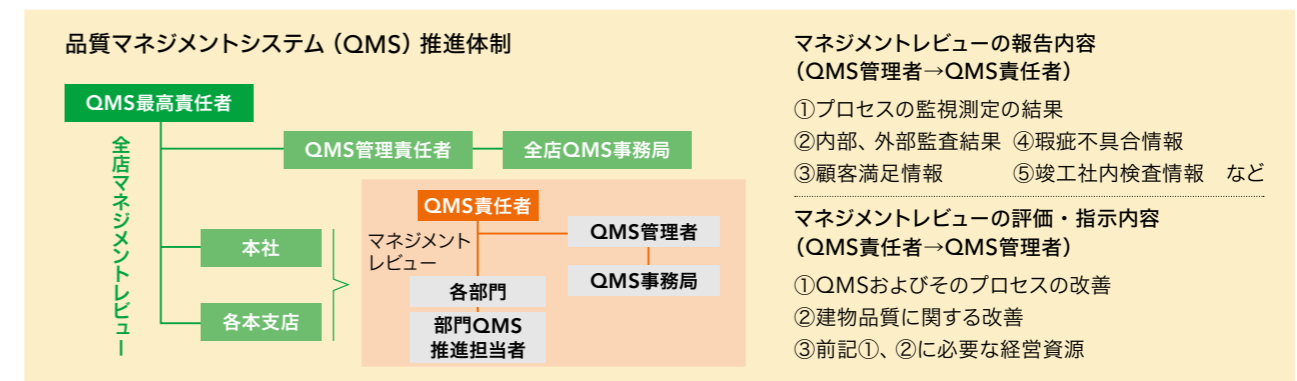 品質マネジメントシステム（QMS）推進体制
QMS最高責任者
全店マネジメントレビュー
QMS管理責任者
全店QMS事務局
本社
各本支店
QMS責任者
マネジメント
レビュー
QMS管理者
QMS事務局
各部門
部門QMS
推進担当者
マネジメントレビューの報告内容
（QMS管理者→QMS責任者）
①プロセスの監視測定の結果
②内部、外部監査結果 ④瑕疵不具合情報
③顧客満足情報 ⑤竣工社内検査情報 など
マネジメントレビューの評価・指示内容
（QMS責任者→QMS管理者）
①QMSおよびそのプロセスの改善
②建物品質に関する改善
③前記①、②に必要な経営資源